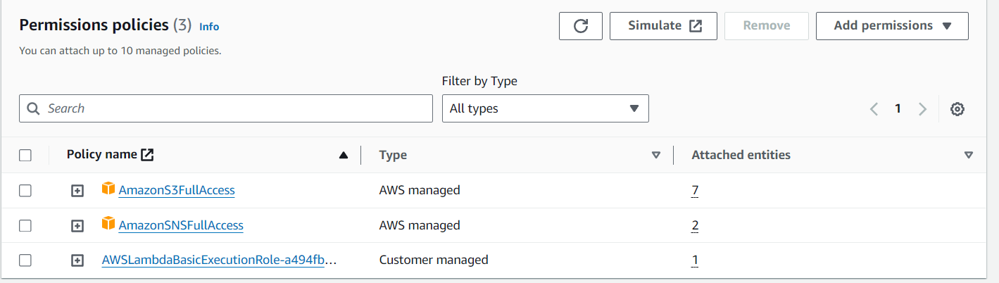 Permissions policies (3) Info
Simulate
Remove
Add permissions
You can attach up to 10 managed policies.
Filter by Type
Search
All types
1
Policy name
Type
Attached entities
AmazonS3FullAccess
AWS managed
7
AmazonSNSFullAccess
AWS managed
2
AWSLambdaBasicExecutionRole-a494fb...
Customer managed
1